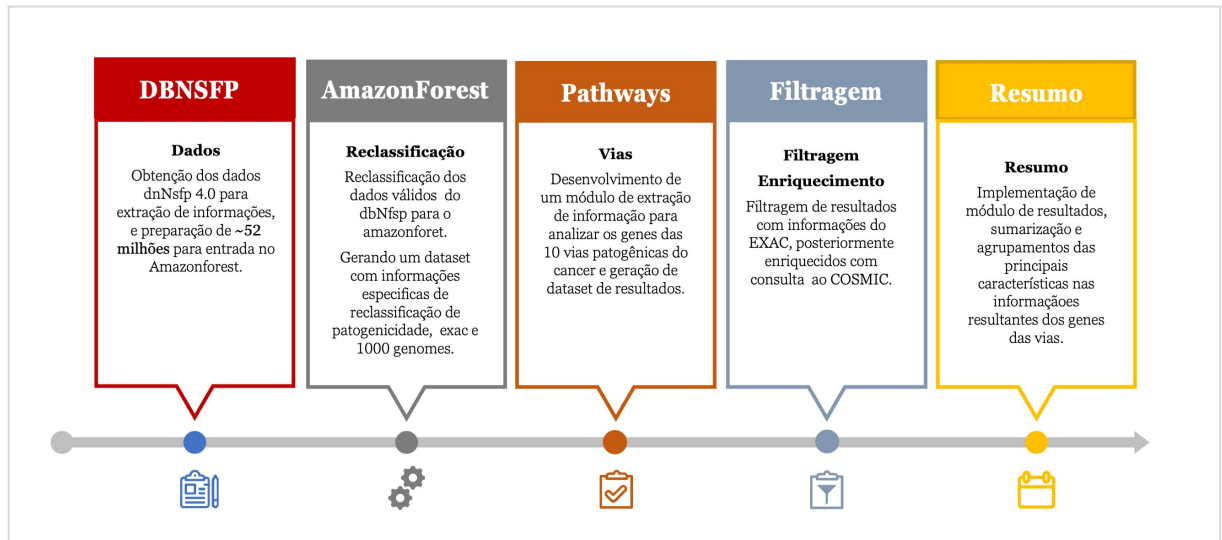 DBNSFP
Dados
Obtenção dos dados
dnNsfp 4.0 para
extração de informações,
e preparação de ~52
milhões para entrada no
Amazonforest.
AmazonForest
Reclassificação
Reclassificação dos
dados válidos do
dbNfsp para o
amazonforet.
Gerando um dataset
com informações
especificas de
reclassificação de
patogenicidade, exac e
1000 genomes.
Pathways
Vias
Desenvolvimento de
um módulo de extração
de informação para
analizar os genes das
10 vias patogênicas do
cancer e geração de
dataset de resultados.
Filtragem
Filtragem
Enriquecimento
Filtragem de resultados
com informações do
EXAC, posteriormente
enriquecidos com
consulta ao COSMIC.
Resumo
Resumo
Implementação de
módulo de resultados,
sumarização e
agrupamentos das
principais
características nas
informaçãoes
resultantes dos genes
das vias.